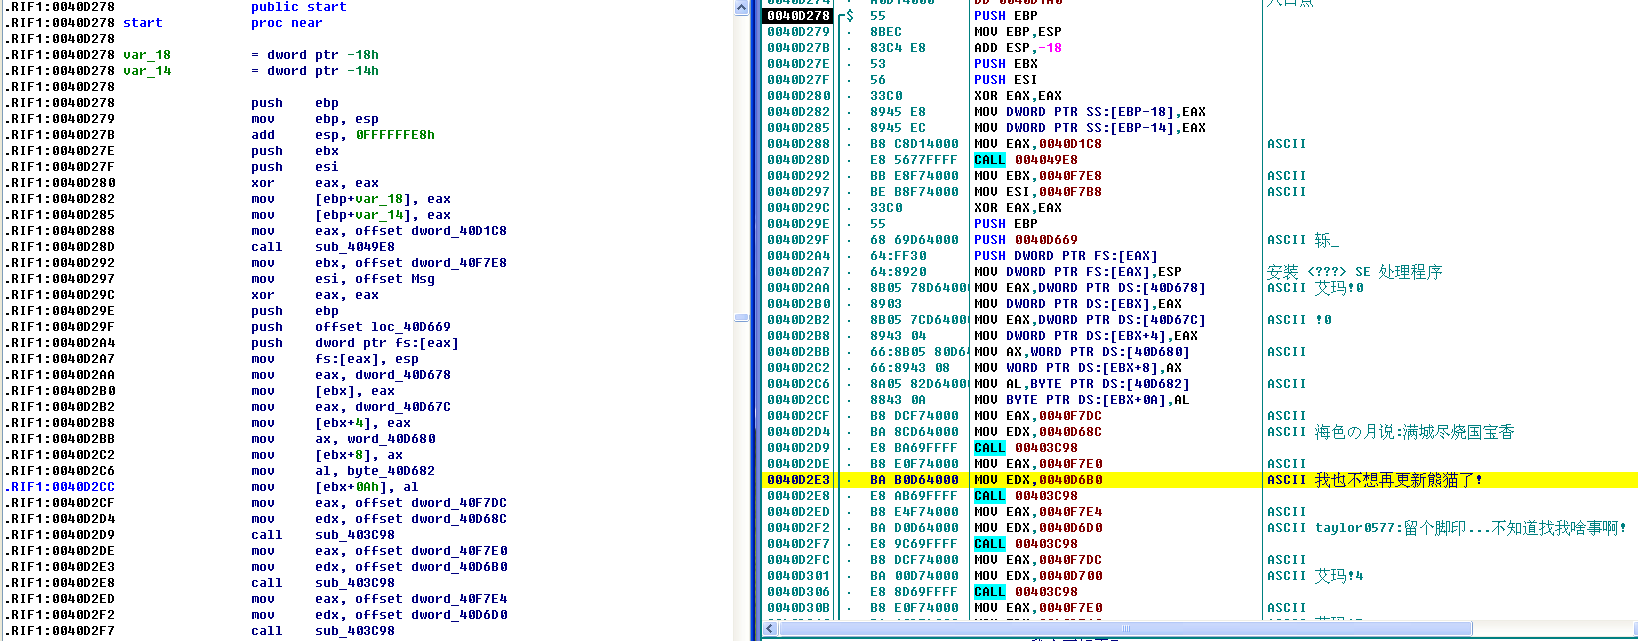 .RIF1:0040D278 public start
.RIF1:0040D278 start proc near
.RIF1:0040D278
.RIF1:0040D278 var_18 = dword ptr -18h
.RIF1:0040D278 var_14 = dword ptr -14h
.RIF1:0040D278
.RIF1:0040D278 push ebp
.RIF1:0040D279 mov ebp, esp
.RIF1:0040D27B add esp, 0FFFFFFE8h
.RIF1:0040D27E push ebx
.RIF1:0040D27F push esi
.RIF1:0040D280 xor eax, eax
.RIF1:0040D282 mov [ebp+var_18], eax
.RIF1:0040D285 mov [ebp+var_14], eax
.RIF1:0040D288 mov eax, offset dword_40D1C8
.RIF1:0040D28D call sub_4049E8
.RIF1:0040D292 mov ebx, offset dword_40F7E8
.RIF1:0040D297 mov esi, offset Msg
.RIF1:0040D29C xor eax, eax
.RIF1:0040D29E push ebp
.RIF1:0040D29F push offset loc_40D669
.RIF1:0040D2A4 push dword ptr fs:[eax]
.RIF1:0040D2A7 mov fs:[eax], esp
.RIF1:0040D2AA mov eax, dword_40D678
.RIF1:0040D2B0 mov [ebx], eax
.RIF1:0040D2B2 mov eax, dword_40D67C
.RIF1:0040D2B8 mov [ebx+4], eax
.RIF1:0040D2BB mov ax, word_40D680
.RIF1:0040D2C2 mov [ebx+8], ax
.RIF1:0040D2C6 mov al, byte_40D682
.RIF1:0040D2CC mov [ebx+0Ah], al
.RIF1:0040D2CF mov eax, offset dword_40F7DC
.RIF1:0040D2D4 mov edx, offset dword_40D68C
.RIF1:0040D2D9 call sub_403C98
.RIF1:0040D2DE mov eax, offset dword_40F7E0
.RIF1:0040D2E3 mov edx, offset dword_40D6B0
.RIF1:0040D2E8 call sub_403C98
.RIF1:0040D2ED mov eax, offset dword_40F7E4
.RIF1:0040D2F2 mov edx, offset dword_40D6D0
.RIF1:0040D2F7 call sub_403C98
0040D278 $ 55 PUSH EBP
0040D279 . 8BEC MOV EBP,ESP
0040D27B . 83C4 E8 ADD ESP,-18
0040D27E . 53 PUSH EBX
0040D27F . 56 PUSH ESI
0040D280 . 33C0 XOR EAX,EAX
0040D282 . 8945 E8 MOV DWORD PTR SS:[EBP-18],EAX
0040D285 . 8945 EC MOV DWORD PTR SS:[EBP-14],EAX
0040D288 . B8 C8D14000 MOV EAX,0040D1C8 ASCII
0040D28D . E8 5677FFFF CALL 004049E8
0040D292 . BB E8F74000 MOV EBX,0040F7E8 ASCII
0040D297 . BE B8F74000 MOV ESI,0040F7B8 ASCII
0040D29C . 33C0 XOR EAX,EAX
0040D29E . 55 PUSH EBP
0040D29F . 68 69D64000 PUSH 0040D669 ASCII 轹_
0040D2A4 . 64:FF30 PUSH DWORD PTR FS:[EAX]
0040D2A7 . 64:8920 MOV DWORD PTR FS:[EAX],ESP 安装 <???> SE 处理程序
0040D2AA . 8B05 78D64000 MOV EAX,DWORD PTR DS:[40D678] ASCII 艾玛!0
0040D2B0 . 8903 MOV DWORD PTR DS:[EBX],EAX
0040D2B2 . 8B05 7CD64000 MOV EAX,DWORD PTR DS:[40D67C] ASCII !0
0040D2B8 . 8943 04 MOV DWORD PTR DS:[EBX+4],EAX
0040D2BB . 66:8B05 80D64 MOV AX,WORD PTR DS:[40D680] ASCII
0040D2C2 . 66:8943 08 MOV WORD PTR DS:[EBX+8],AX
0040D2C6 . 8A05 82D64000 MOV AL,BYTE PTR DS:[40D682] ASCII
0040D2CC . 8843 0A MOV BYTE PTR DS:[EBX+0A],AL
0040D2CF . B8 DCF74000 MOV EAX,0040F7DC ASCII
0040D2D4 . BA 8CD64000 MOV EDX,0040D68C ASCII 海色の月说:满城尽烧国宝香
0040D2D9 . E8 BA69FFFF CALL 00403C98
0040D2DE . B8 E0F74000 MOV EAX,0040F7E0 ASCII
0040D2E3 . BA B0D64000 MOV EDX,0040D6B0 ASCII 我也不想再更新熊猫了!
0040D2E8 . E8 AB69FFFF CALL 00403C98
0040D2ED . B8 E4F74000 MOV EAX,0040F7E4 ASCII
0040D2F2 . BA D0D64000 MOV EDX,0040D6D0 ASCII taylor0577:留个脚印...不知道找我啥事啊!
0040D2F7 . E8 9C69FFFF CALL 00403C98
0040D2FC . B8 DCF74000 MOV EAX,0040F7DC ASCII
0040D301 . BA 00D74000 MOV EDX,0040D700 ASCII 艾玛!4
0040D306 . E8 8D69FFFF CALL 00403C98
0040D30B . B8 E0F74000 MOV EAX,0040F7E0 ASCII